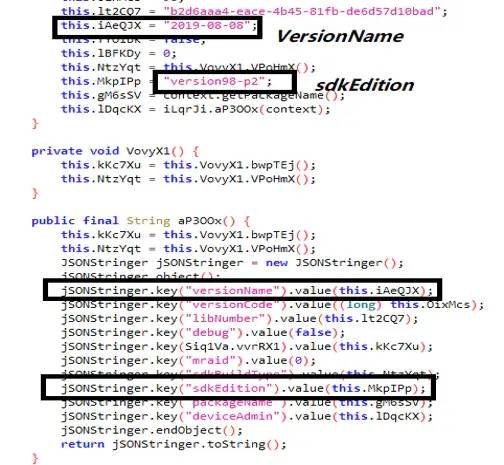 this.lt2CQ7 = "b2d6aaa4-eace-4b45-81fb-de6d57d10bad";
this.iAeQJX = "2019-08-08";
VersionName
= false;
this.lBFKDy = 0;
this.NtzYqt = this.VovyX1.VPoHmX();
this.MkpIPp = "version98-p2";
sdkEdition
this.gM6sSV = context.getPackageName();
this.lDqcKX = iLqrJi.aP3OOx(context);
}
private void VovyX1() {
this.kKc7Xu = this.VovyX1.bwpTEj();
this.NtzYqt = this.VovyX1.VPoHmX();
}
public final String aP3OOx() {
this.kKc7Xu = this.VovyX1.bwpTEj();
this.NtzYqt = this.VovyX1.VPoHmX();
JSONStringer jSONStringer = new JSONStringer();
jSONStringer.object();
jSONStringer.key("versionName").value(this.iAeQJX);
jSONStringer.key("versionCode").value((long) this.OixMcs);
jSONStringer.key("libNumber").value(this.lt2CQ7);
jSONStringer.key("debug").value(false);
jSONStringer.key(Siq1Va.vvrRX1).value(this.kKc7Xu);
jSONStringer.key("mraid").value(0);
jSONStringer.key("sdkBuildType").value(this.NtzYqt);
jSONStringer.key("sdkEdition").value(this.MkpIPp);
jSONStringer.key("packageName").value(this.gM6sSV);
jSONStringer.key("deviceAdmin").value(this.lDqcKX);
jSONStringer.endObject();
return jSONStringer.toString();
}